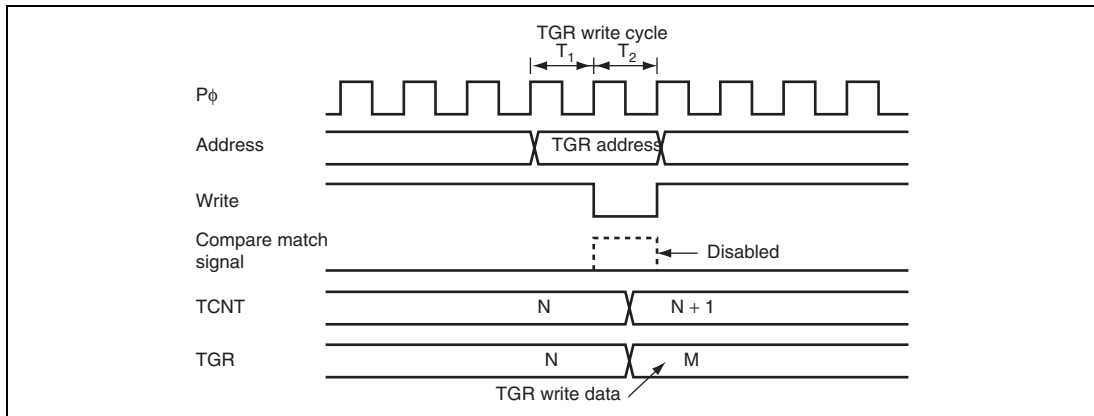 TGR write cycle
T1 T2
Pϕ
Address TGR address
Write
Compare match
signal
Disabled
TCNT N N + 1
TGR N M
TGR write data